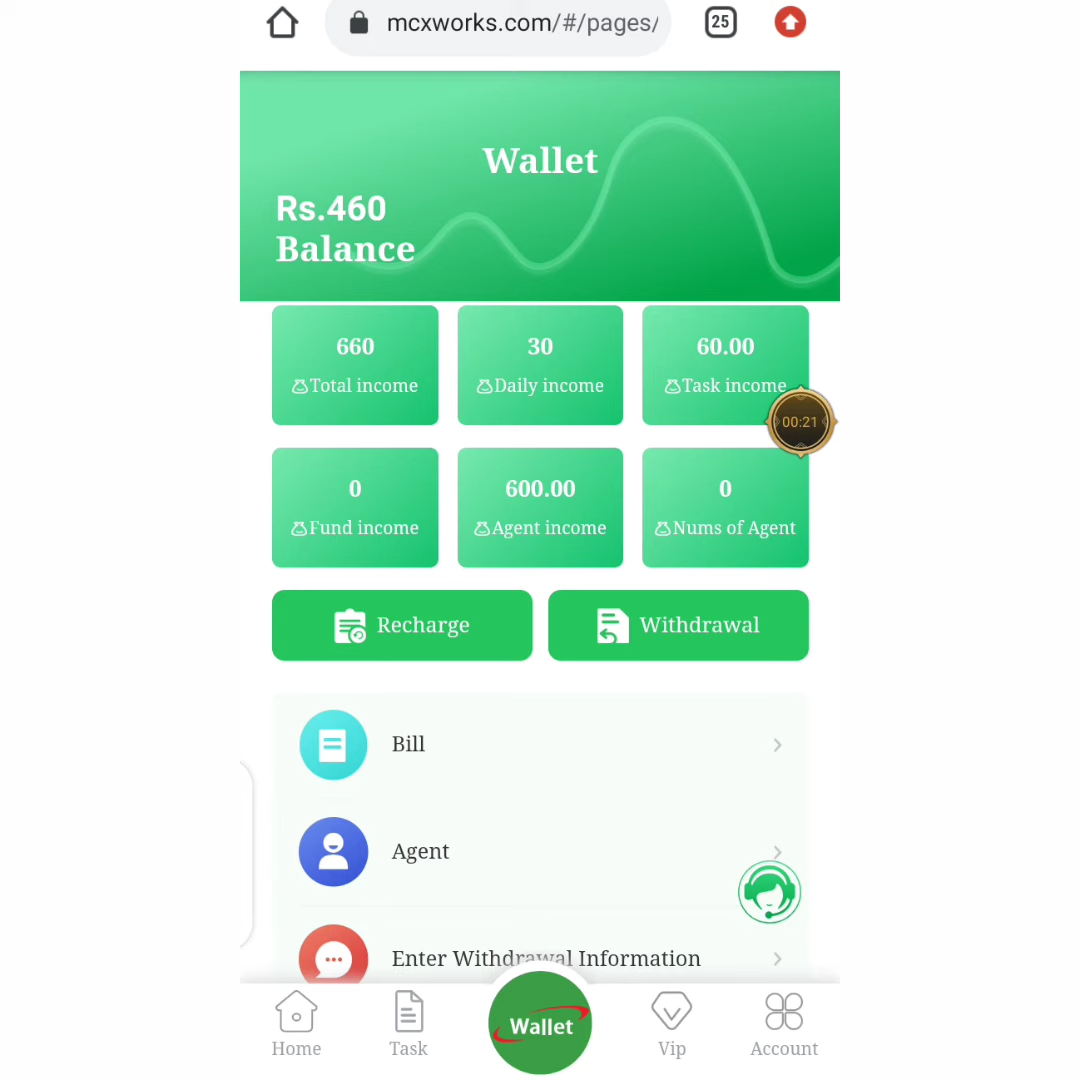 mcxworks.com/#/pages/
25
Wallet
Rs.460
Balance
660
Total income
30
Daily income
60.00
Task income
00:21
0
Fund income
600.00
Agent income
0
Nums of Agent
Recharge
Withdrawal
Bill
Agent
Enter Withdrawal Information
Home
Task
Wallet
Vip
Account